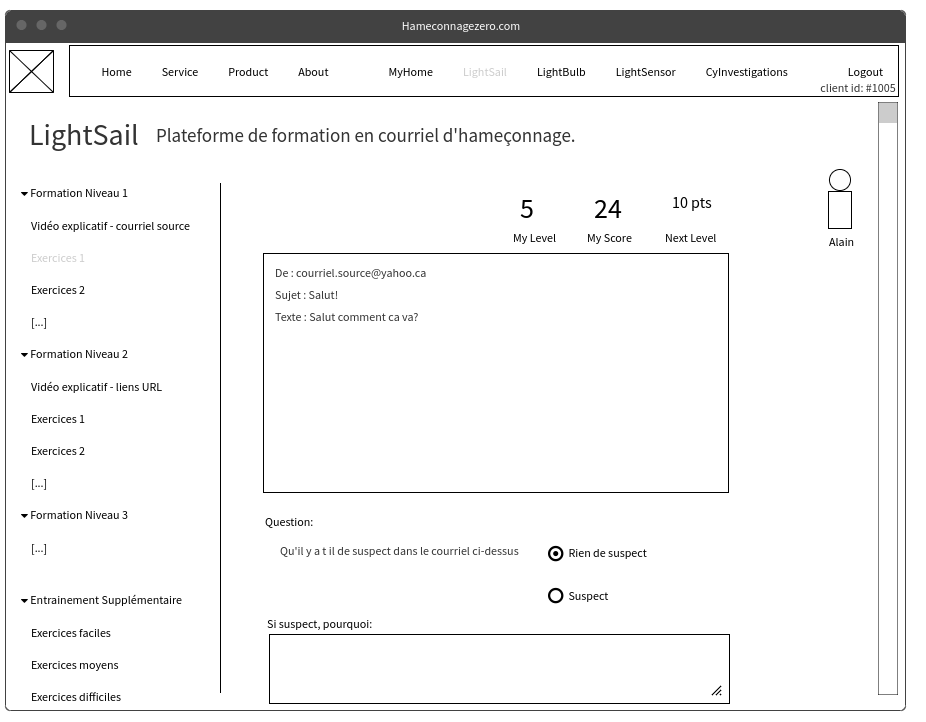 Hameconnagezero.com
Home Service Product About MyHome LightSail LightBulb LightSensor CyInvestigations Logout
client id: #1005
LightSail Plateforme de formation en courriel d'hameçonnage.
Formation Niveau 1
Vidéo explicatif - courriel source
Exercices 1
Exercices 2
[...]
Formation Niveau 2
Vidéo explicatif - liens URL
Exercices 1
Exercices 2
[...]
Formation Niveau 3
[...]
Entrainement Supplémentaire
Exercices faciles
Exercices moyens
Exercices difficiles
5 24 10 pts
My Level My Score Next Level
Alain
De : courriel.source@yahoo.ca
Sujet : Salut!
Texte : Salut comment ca va?
Question:
Qu'il y a t il de suspect dans le courriel ci-dessus
Rien de suspect
Suspect
Si suspect, pourquoi: